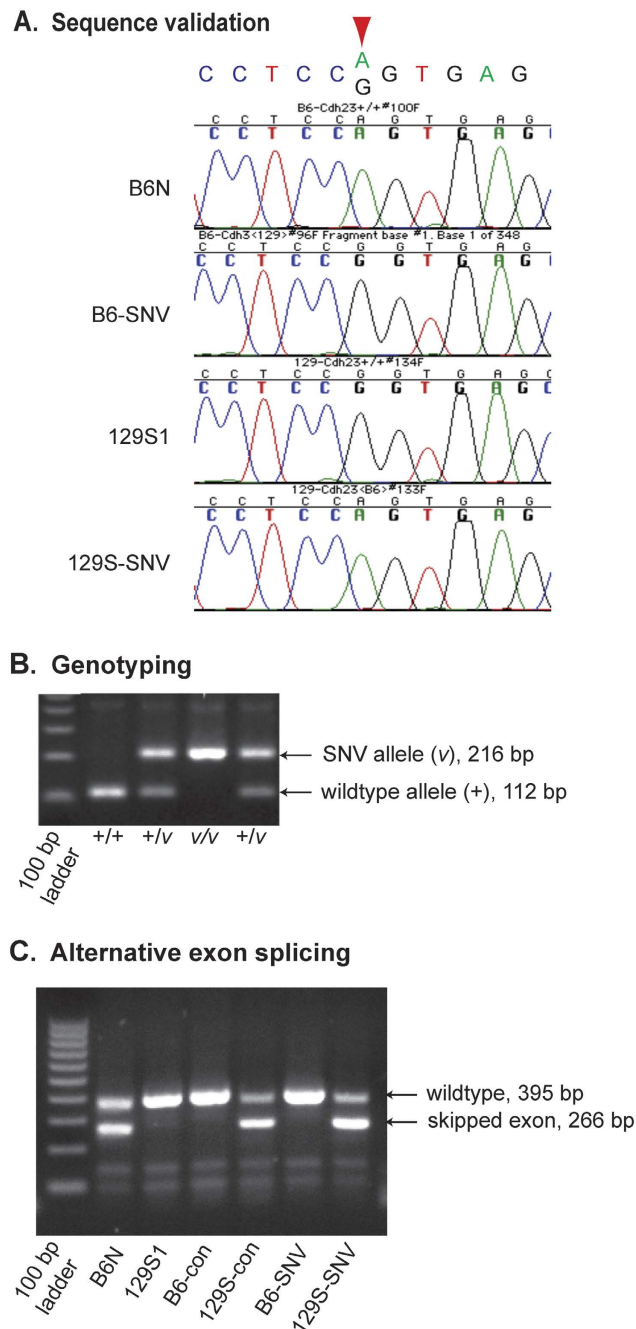 A. Sequence validation
A
C C T C C G T G A G
G
B6-Cdh23+/+#100F
C C T C C A G T G A G
C C T C C A G T G A G
B6N
B6-Cdh3<129>#96F Fragment base #1. Base 1 of 348
C C T C C G G T G A G
C C T C C G G T G A G
B6-SNV
129-Cdh23+/+#134F
C C T C C G G T G A G C
C C T C C G G T G A G C
129S1
129-Cdh23<B6>#133F
C C T C C A G T G A G
C C T C C A G T G A G
129S-SNV
B. Genotyping
SNV allele (v), 216 bp
wildtype allele (+), 112 bp
100 bp ladder
+/+ +/v v/v +/v
C. Alternative exon splicing
wildtype, 395 bp
skipped exon, 266 bp
100 bp ladder
B6N
129S1
B6-con
129S-con
B6-SNV
129S-SNV